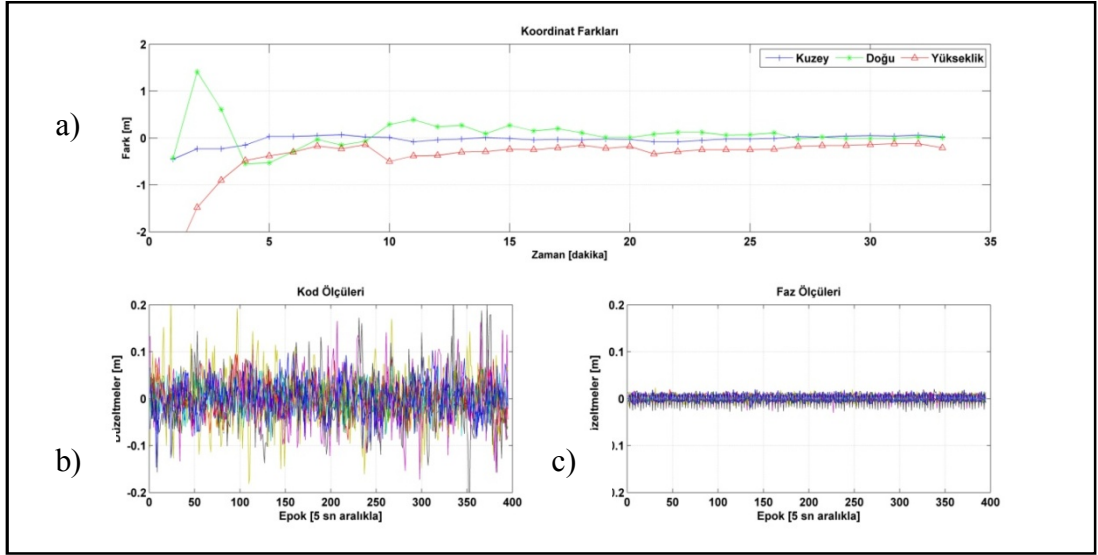 Koordinat Farkları
Kuzey Doğu Yükseklik
a)
Fark [m]
2
1
0
-1
-2
0 5 10 15 20 25 30 35
Zaman [dakika]
Kod Ölçüleri
b)
[m]
0.2
0.1
0
-0.1
-0.2
0 50 100 150 200 250 300 350 400
Epok [5 sn aralıkla]
Faz Ölçüleri
c)
[m]
0.2
0.1
0
0 50 100 150 200 250 300 350 400
Epok [5 sn aralıkla]